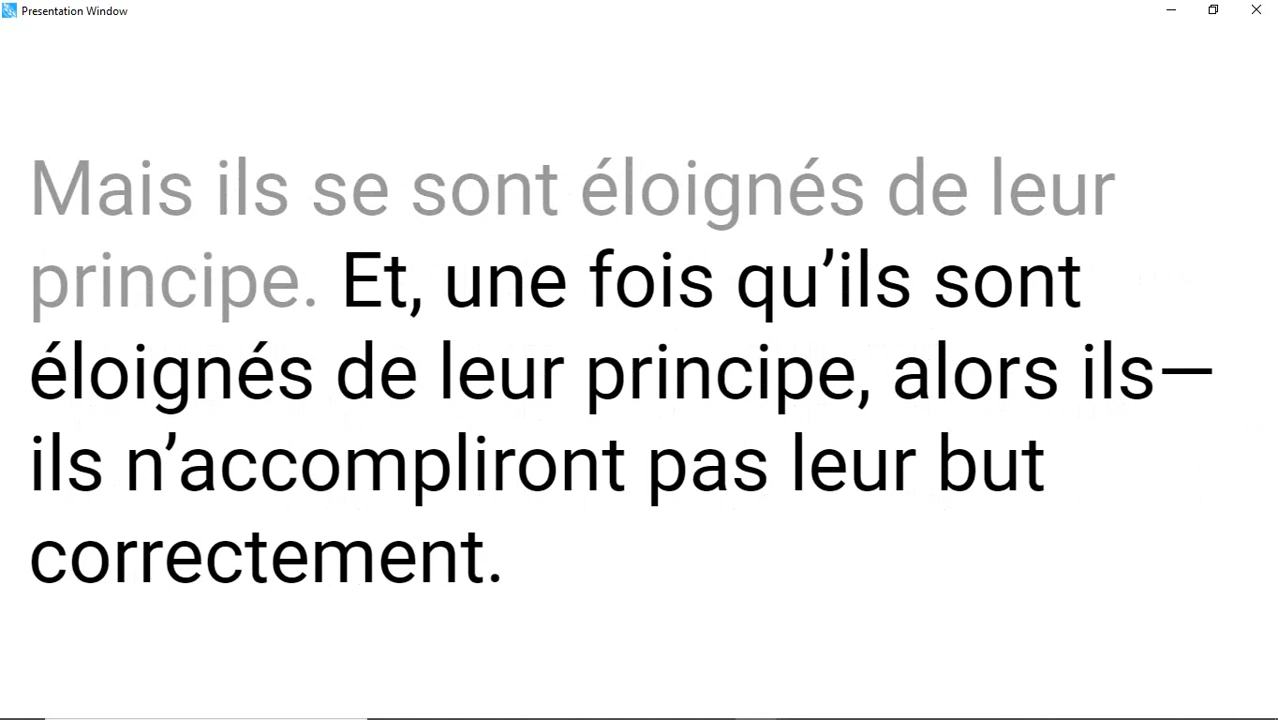 Presentation Window
Mais ils se sont éloignés de leur
principe. Et, une fois qu’ils sont
éloignés de leur principe, alors ils—
ils n’accompliront pas leur but
correctement.